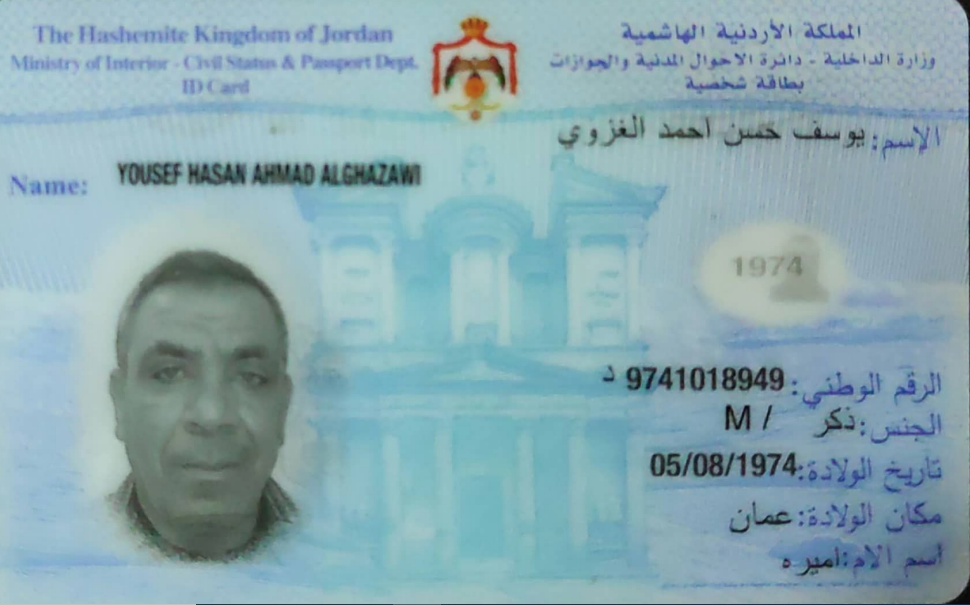 The Hashemite Kingdom of Jordan
Ministry of Interior - Civil Status & Passport Dept.
ID Card
المملكة الأردنية الهاشمية
وزارة الداخلية - دائرة الاحوال المدنية والجوازات
بطاقة شخصية
الإسم: يوسف حسن احمد الغزوي
Name: YOUSEF HASAN AHMAD ALGHAZAWI
1974
الرقم الوطني: 9741018949 د
الجنس: ذكر / M
تاريخ الولادة: 05/08/1974
مكان الولادة: عمان
اسم الام: اميره